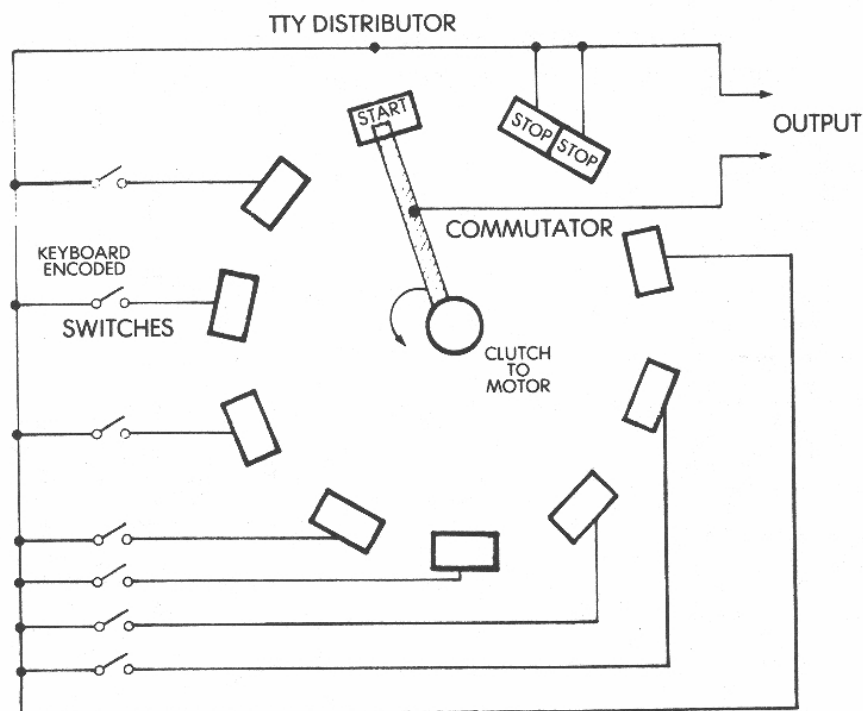 TTY DISTRIBUTOR
START
STOP
STOP
OUTPUT
COMMUTATOR
KEYBOARD
ENCODED
SWITCHES
CLUTCH
TO
MOTOR